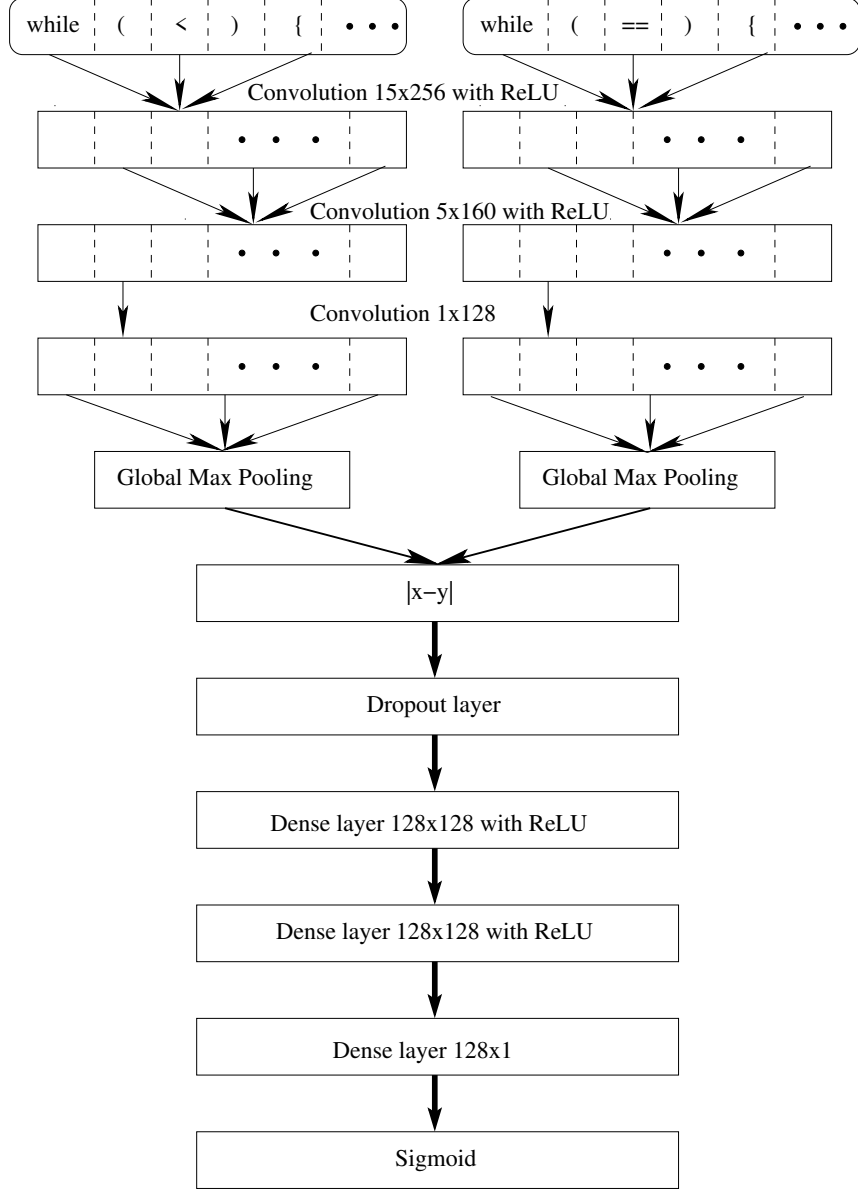 while ( < ) { • • •
while ( == ) { • • •
Convolution 15x256 with ReLU
• • •
• • •
Convolution 5x160 with ReLU
• • •
• • •
Convolution 1x128
• • •
• • •
Global Max Pooling
Global Max Pooling
|x−y|
Dropout layer
Dense layer 128x128 with ReLU
Dense layer 128x128 with ReLU
Dense layer 128x1
Sigmoid